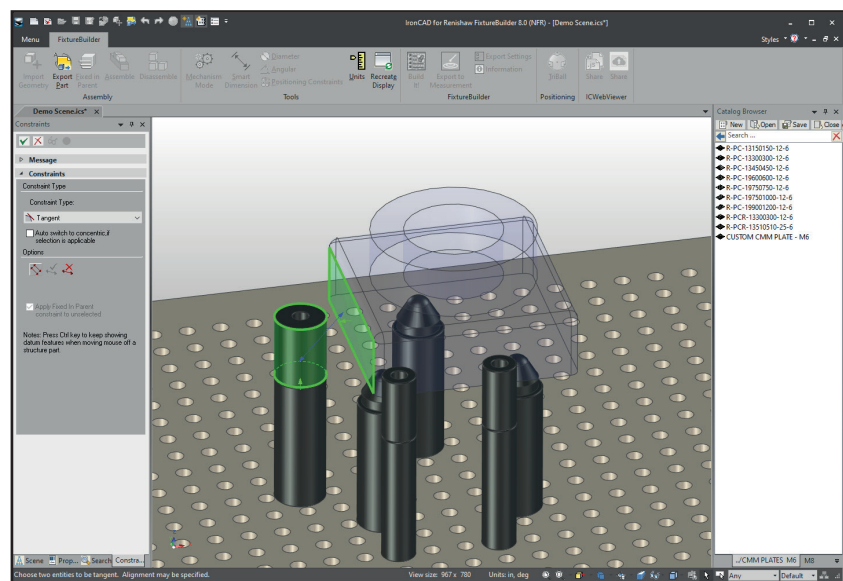 IronCAD for Renishaw FixtureBuilder 8.0 (NFR) - [Demo Scene.ics*]
Menu FixtureBuilder Styles
Import Geometry Export Part Fixed in Parent Assemble Disassemble
Assembly
Mechanism Mode Smart Dimension Diameter Angular Positioning Constraints Units Recreate Display
Tools
Build It! Export to Measurement Export Settings Information
FixtureBuilder
TriBall
Positioning
Share Share
ICWebViewer
Demo Scene.ics* x
Constraints
Message
Constraints
Constraint Type
Constraint Type:
Tangent
Auto switch to concentric,if
selection is applicable
Options
Apply Fixed In Parent
constraint to unselected
Notes: Press Ctrl key to keep showing
datum features when moving mouse off a
structure part.
Scene Prop... Search Constra...
Catalog Browser
New Open Save Close
Search ...
R-PC-13150150-12-6
R-PC-13300300-12-6
R-PC-13450450-12-6
R-PC-19600600-12-6
R-PC-19750750-12-6
R-PC-197501000-12-6
R-PC-199001200-12-6
R-PCR-13300300-12-6
R-PCR-13510510-25-6
CUSTOM CMM PLATE - M6
../CMM PLATES M6 M8
Choose two entities to be tangent. Alignment may be specified. View size: 967 x 780 Units: in, deg Any Default